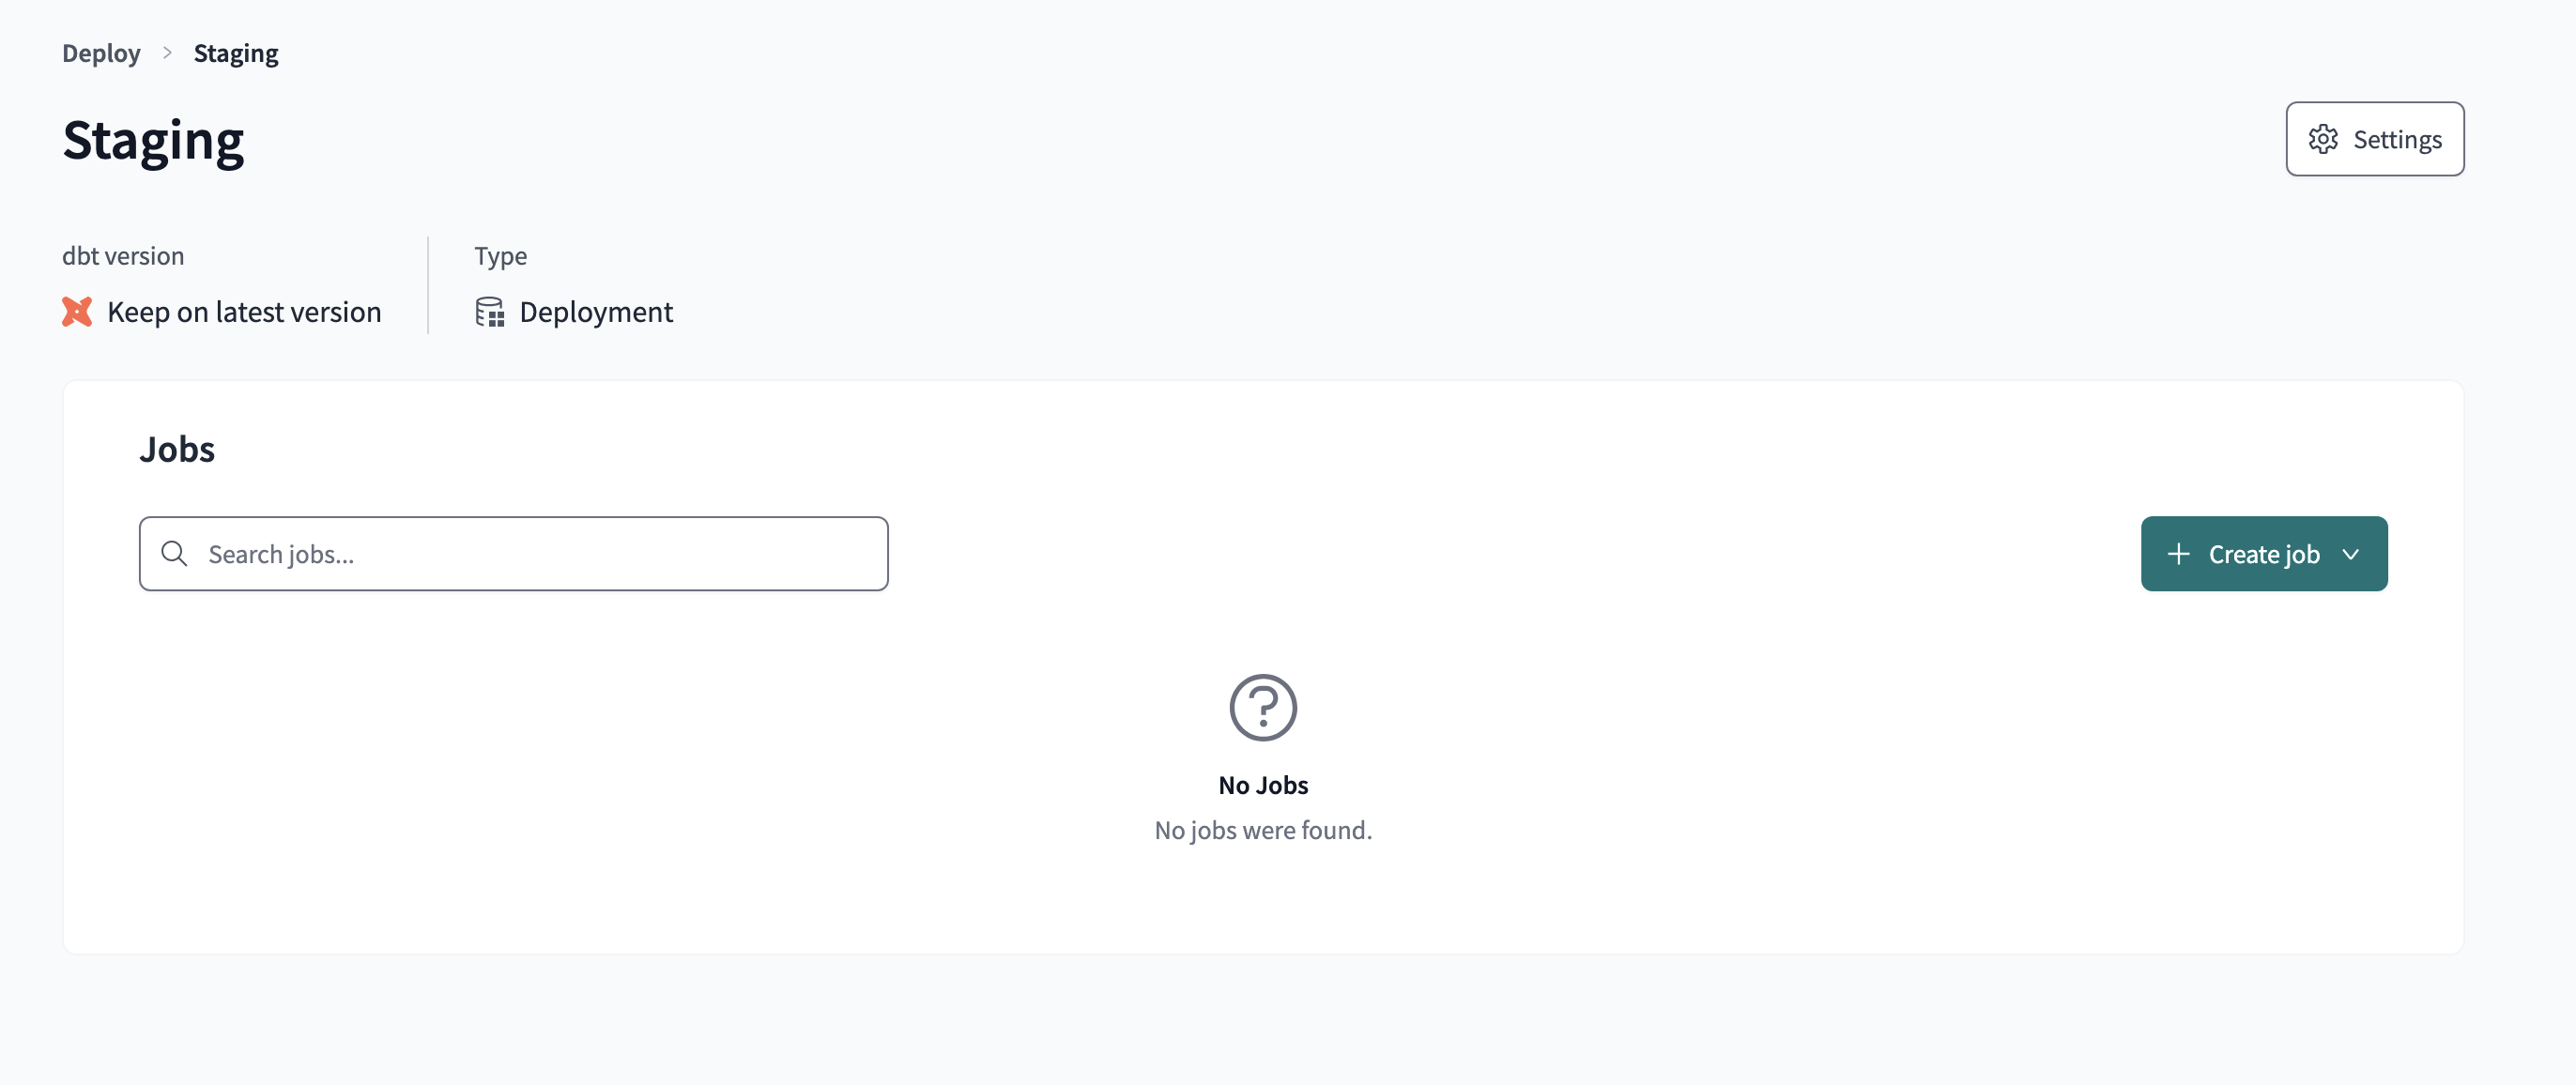 Deploy > Staging
Staging
Settings
dbt version
Type
Keep on latest version
Deployment
Jobs
Search jobs...
Create job
No Jobs
No jobs were found.